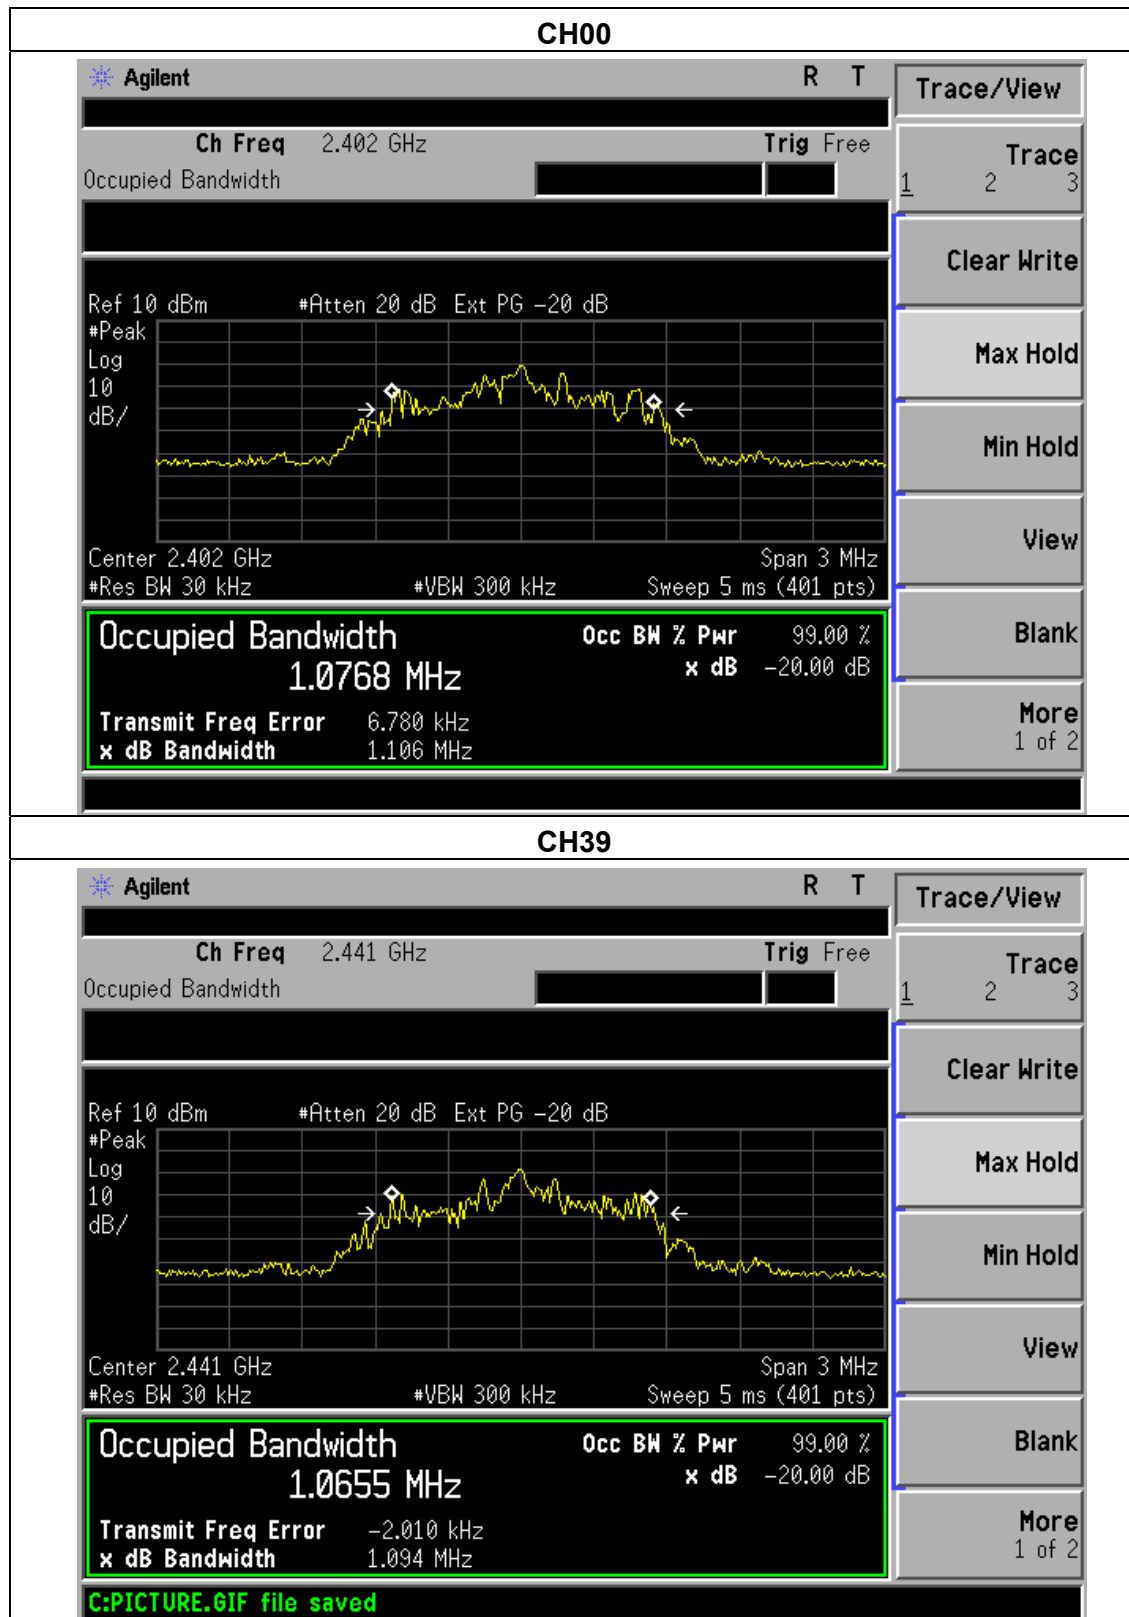 CH00
Agilent R T
Trace/View
Ch Freq 2.402 GHz Trig Free
Occupied Bandwidth
Trace
1 2 3
Clear Write
Ref 10 dBm #Atten 20 dB Ext PG -20 dB
#Peak
Log
10
dB/
Max Hold
Min Hold
View
Center 2.402 GHz Span 3 MHz
#Res BW 30 kHz #VBW 300 kHz Sweep 5 ms (401 pts)
Occupied Bandwidth Occ BW % Pwr 99.00 %
1.0768 MHz x dB -20.00 dB
Blank
Transmit Freq Error 6.780 kHz
x dB Bandwidth 1.106 MHz
More
1 of 2
CH39
Agilent R T
Trace/View
Ch Freq 2.441 GHz Trig Free
Occupied Bandwidth
Trace
1 2 3
Clear Write
Ref 10 dBm #Atten 20 dB Ext PG -20 dB
#Peak
Log
10
dB/
Max Hold
Min Hold
View
Center 2.441 GHz Span 3 MHz
#Res BW 30 kHz #VBW 300 kHz Sweep 5 ms (401 pts)
Occupied Bandwidth Occ BW % Pwr 99.00 %
1.0655 MHz x dB -20.00 dB
Blank
Transmit Freq Error -2.010 kHz
x dB Bandwidth 1.094 MHz
More
1 of 2
C:PICTURE.GIF file saved